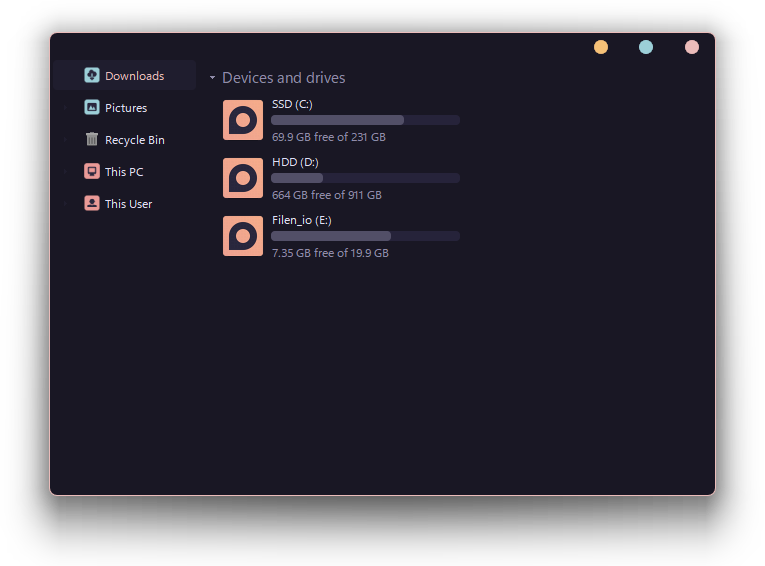 Downloads
Pictures
Recycle Bin
This PC
This User
Devices and drives
SSD (C:)
69.9 GB free of 231 GB
HDD (D:)
664 GB free of 911 GB
Filen_io (E:)
7.35 GB free of 19.9 GB